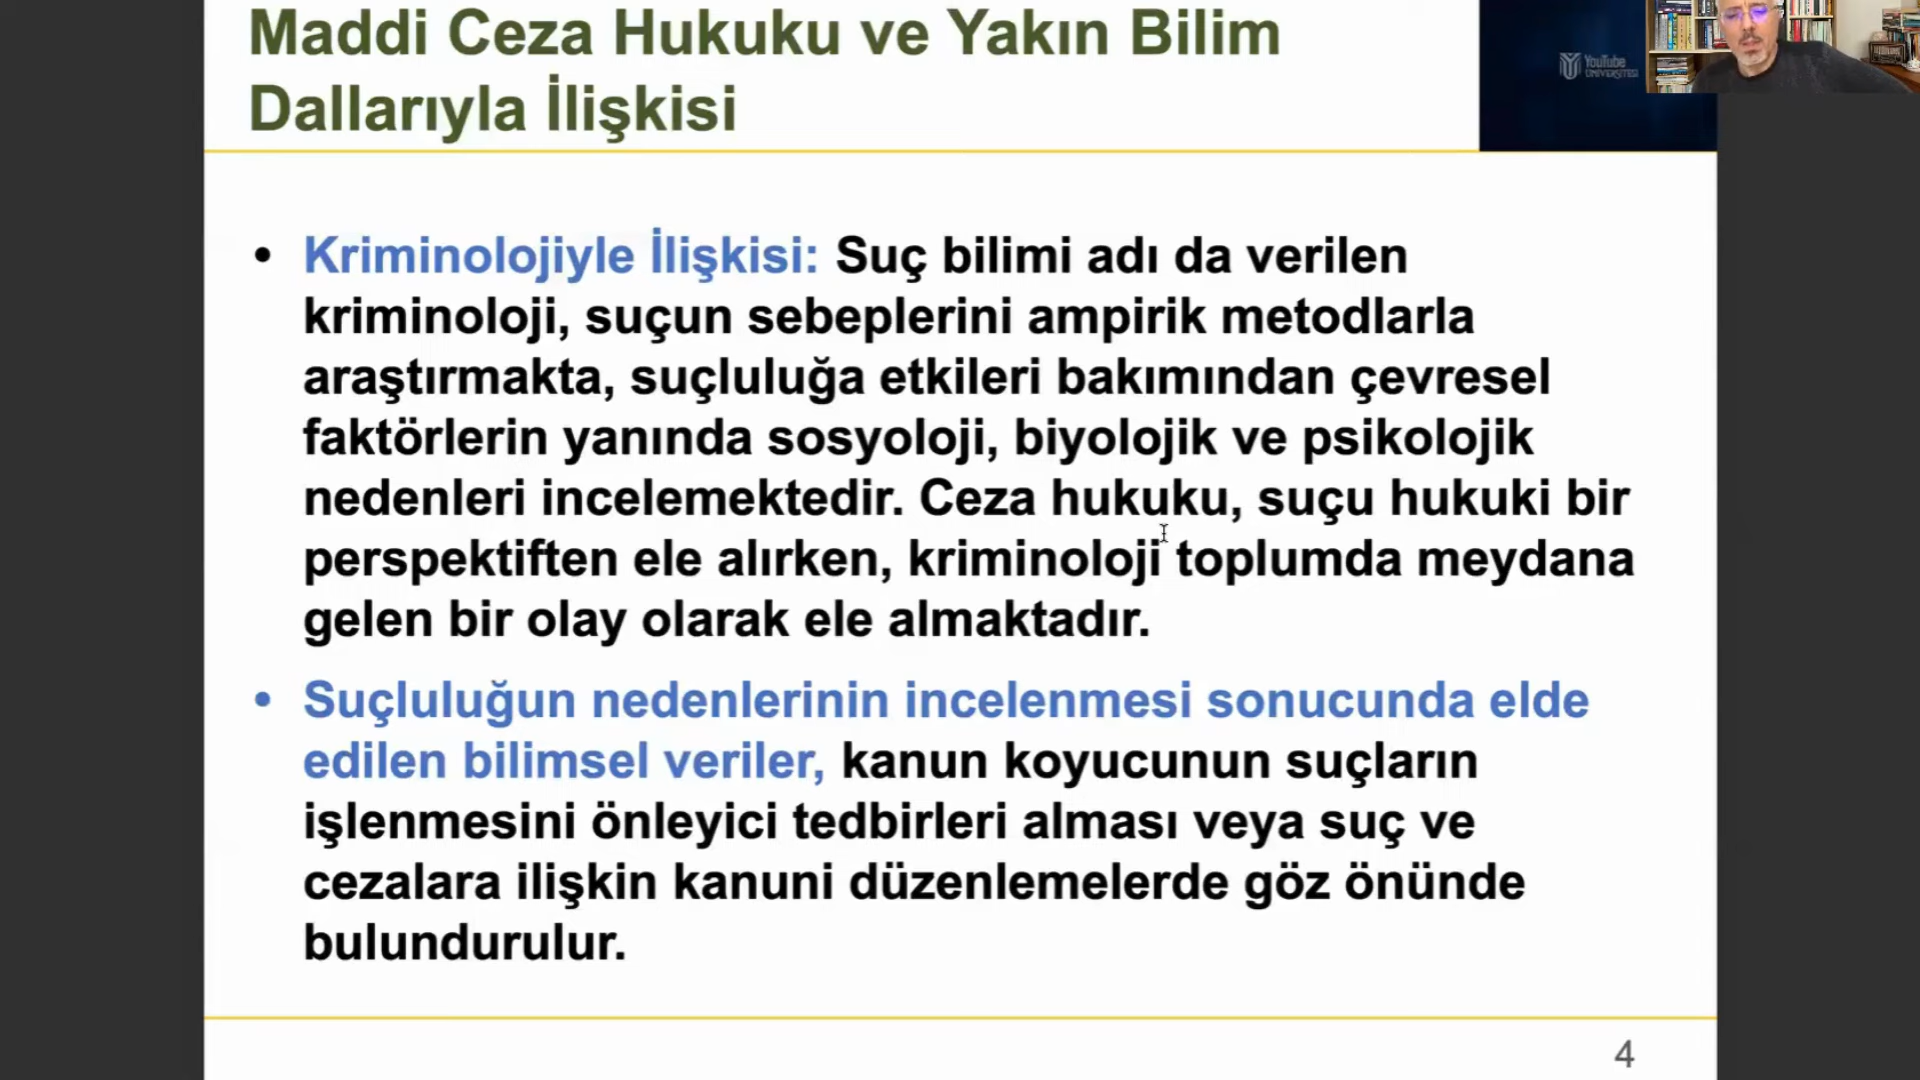 Maddi Ceza Hukuku ve Yakın Bilim
Dallarıyla İlişkisi
YouTube
ÜNİVERSİTESİ
• Kriminolojiyle İlişkisi: Suç bilimi adı da verilen
kriminoloji, suçun sebeplerini ampirik metodlarla
araştırmakta, suçluluğa etkileri bakımından çevresel
faktörlerin yanında sosyoloji, biyolojik ve psikolojik
nedenleri incelemektedir. Ceza hukuku, suçu hukuki bir
perspektiften ele alırken, kriminoloji toplumda meydana
gelen bir olay olarak ele almaktadır.
• Suçluluğun nedenlerinin incelenmesi sonucunda elde
edilen bilimsel veriler, kanun koyucunun suçların
işlenmesini önleyici tedbirleri alması veya suç ve
cezalara ilişkin kanuni düzenlemelerde göz önünde
bulundurulur.
4